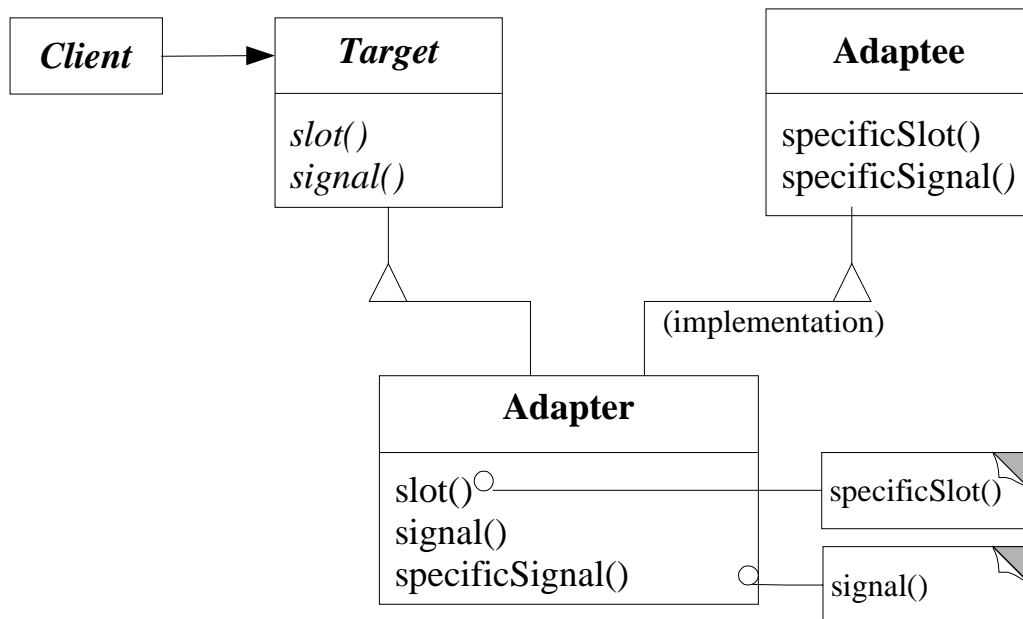 Client
Target
slot()
signal()
Adaptee
specificSlot()
specificSignal()
(implementation)
Adapter
slot()
signal()
specificSignal()
specificSlot()
signal()